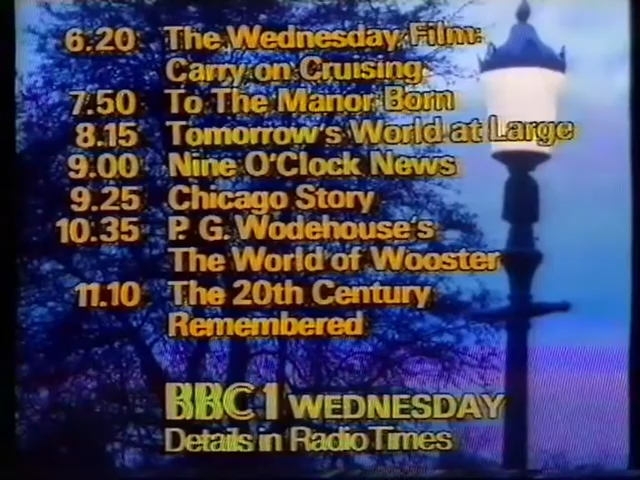 6.20 The Wednesday Film:
Carry on Cruising
7.50 To The Manor Born
8.15 Tomorrow's World at Large
9.00 Nine O'Clock News
9.25 Chicago Story
10.35 P. G. Wodehouse's
The World of Wooster
11.10 The 20th Century
Remembered
BBC1 WEDNESDAY
Details in Radio Times